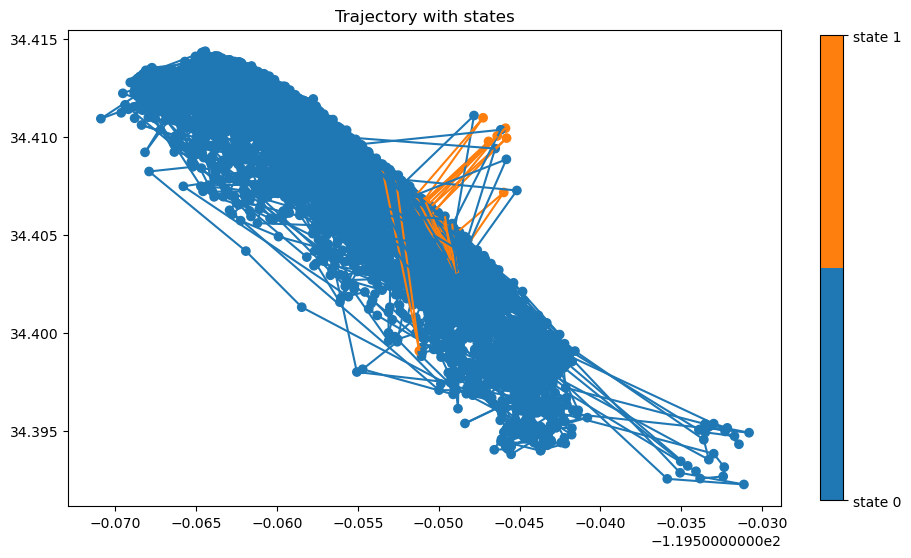 Trajectory with states
34.415
state 1
34.410
34.405
34.400
34.395
state 0
−0.070 −0.065 −0.060 −0.055 −0.050 −0.045 −0.040 −0.035 −0.030
−1.1950000000e2